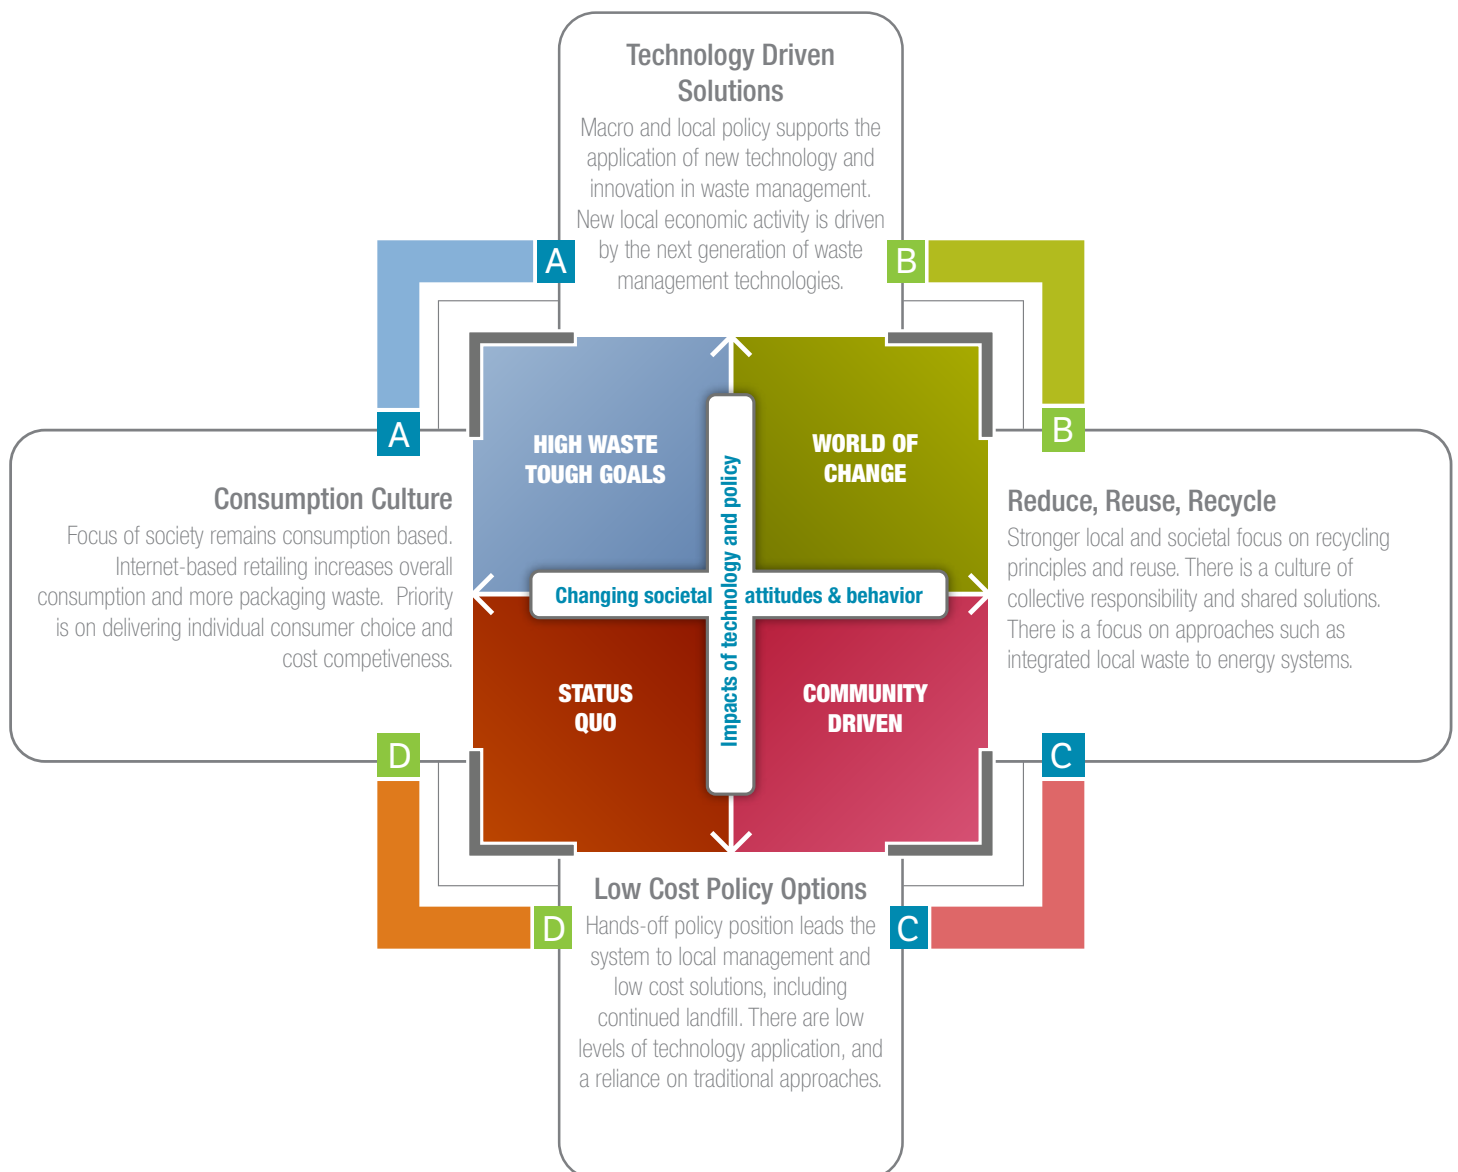 Technology Driven
Solutions
Macro and local policy supports the
application of new technology and
innovation in waste management.
New local economic activity is driven
by the next generation of waste
management technologies.
A
B
A
B
HIGH WASTE
TOUGH GOALS
WORLD OF
CHANGE
Consumption Culture
Focus of society remains consumption based.
Internet-based retailing increases overall
consumption and more packaging waste.  Priority
is on delivering individual consumer choice and
cost competiveness.
Impacts of technology and policy
Changing societal attitudes & behavior
Reduce, Reuse, Recycle
Stronger local and societal focus on recycling
principles and reuse. There is a culture of
collective responsibility and shared solutions.
There is a focus on approaches such as
integrated local waste to energy systems.
STATUS
QUO
COMMUNITY
DRIVEN
D
C
D
C
Low Cost Policy Options
Hands-off policy position leads the
system to local management and
low cost solutions, including
continued landfill. There are low
levels of technology application, and
a reliance on traditional approaches.